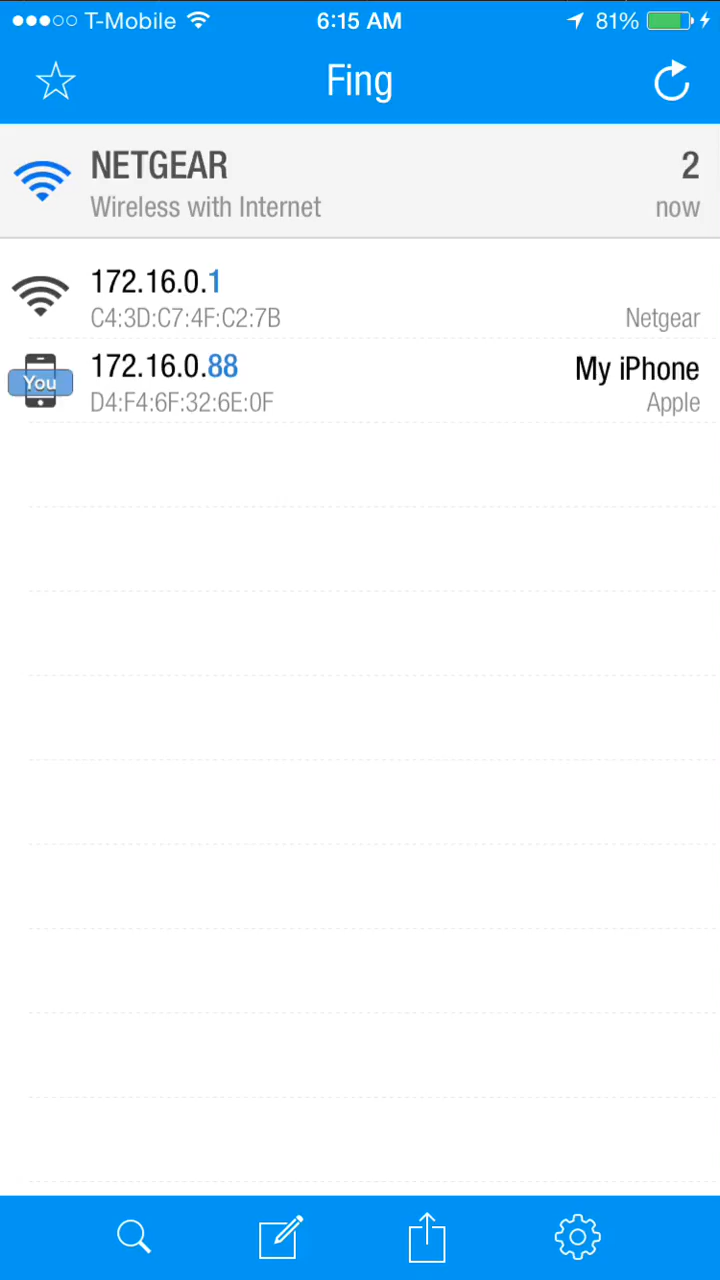 T-Mobile 6:15 AM 81%
Fing
NETGEAR 2
Wireless with Internet now
172.16.0.1
C4:3D:C7:4F:C2:7B Netgear
You 172.16.0.88 My iPhone
D4:F4:6F:32:6E:0F Apple